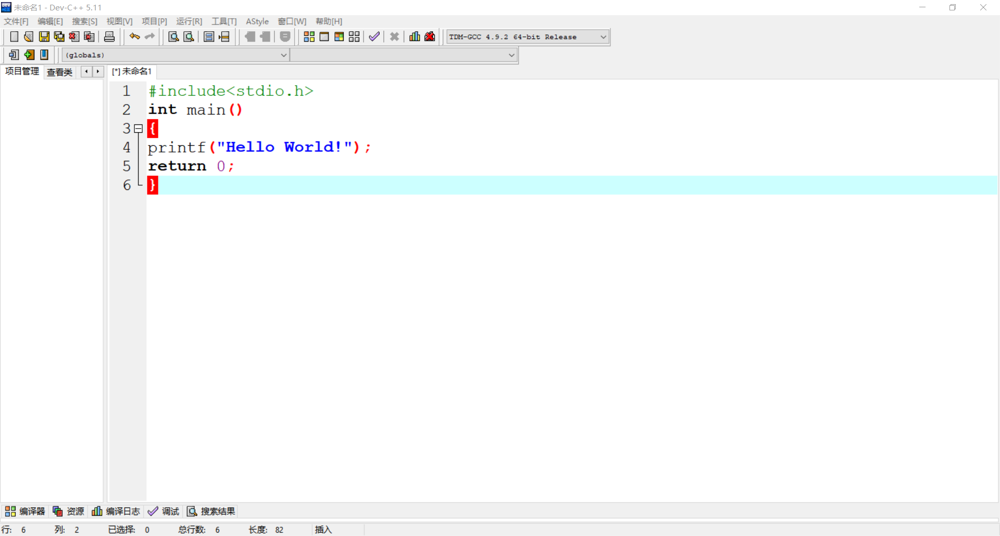 未命名1 - Dev-C++ 5.11
文件[F] 编辑[E] 搜索[S] 视图[V] 项目[P] 运行[R] 工具[T] AStyle 窗口[W] 帮助[H]
TDM-GCC 4.9.2 64-bit Release
(globals)
项目管理 查看类 [*] 未命名1
1 #include<stdio.h>
2 int main()
3 {
4 printf("Hello World!");
5 return 0;
6 }
编译器 资源 编译日志 调试 搜索结果
行: 6 列: 2 已选择: 0 总行数: 6 长度: 82 插入